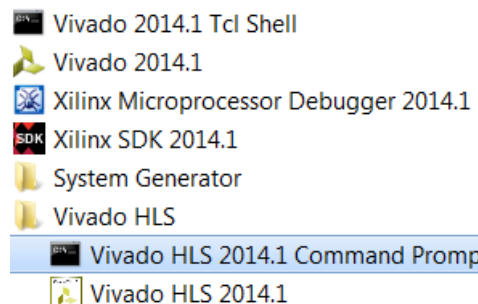 Vivado 2014.1 Tcl Shell
Vivado 2014.1
Xilinx Microprocessor Debugger 2014.1
SDK Xilinx SDK 2014.1
System Generator
Vivado HLS
Vivado HLS 2014.1 Command Promp
Vivado HLS 2014.1